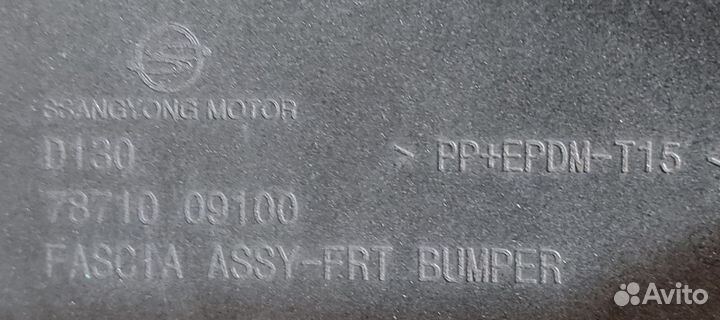 SSANGYONG MOTOR
D130
> PP+EPDM-T15 <
78710 09100
FASCIA ASSY-FRT BUMPER
Avito